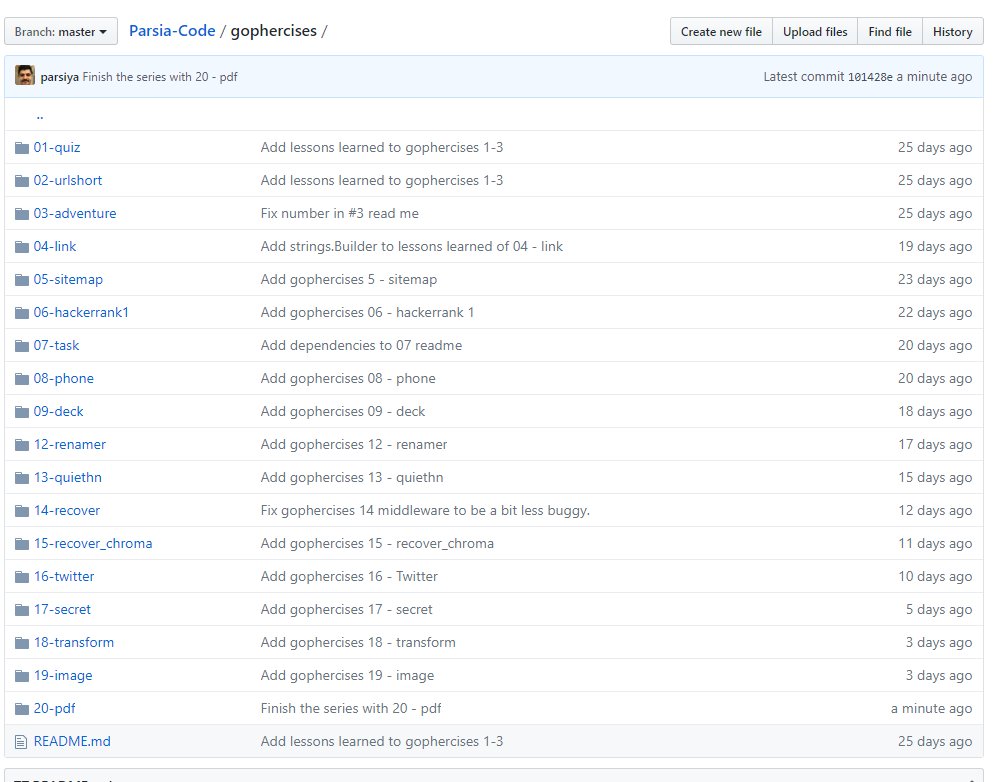 Branch: master Parsia-Code / gophercises / Create new file Upload files Find file History
parsiya Finish the series with 20 - pdf Latest commit 101428e a minute ago
..
01-quiz Add lessons learned to gophercises 1-3 25 days ago
02-urlshort Add lessons learned to gophercises 1-3 25 days ago
03-adventure Fix number in #3 read me 25 days ago
04-link Add strings.Builder to lessons learned of 04 - link 19 days ago
05-sitemap Add gophercises 5 - sitemap 23 days ago
06-hackerrank1 Add gophercises 06 - hackerrank 1 22 days ago
07-task Add dependencies to 07 readme 20 days ago
08-phone Add gophercises 08 - phone 20 days ago
09-deck Add gophercises 09 - deck 18 days ago
12-renamer Add gophercises 12 - renamer 17 days ago
13-quiethn Add gophercises 13 - quiethn 15 days ago
14-recover Fix gophercises 14 middleware to be a bit less buggy. 12 days ago
15-recover_chroma Add gophercises 15 - recover_chroma 11 days ago
16-twitter Add gophercises 16 - Twitter 10 days ago
17-secret Add gophercises 17 - secret 5 days ago
18-transform Add gophercises 18 - transform 3 days ago
19-image Add gophercises 19 - image 3 days ago
20-pdf Finish the series with 20 - pdf a minute ago
README.md Add lessons learned to gophercises 1-3 25 days ago